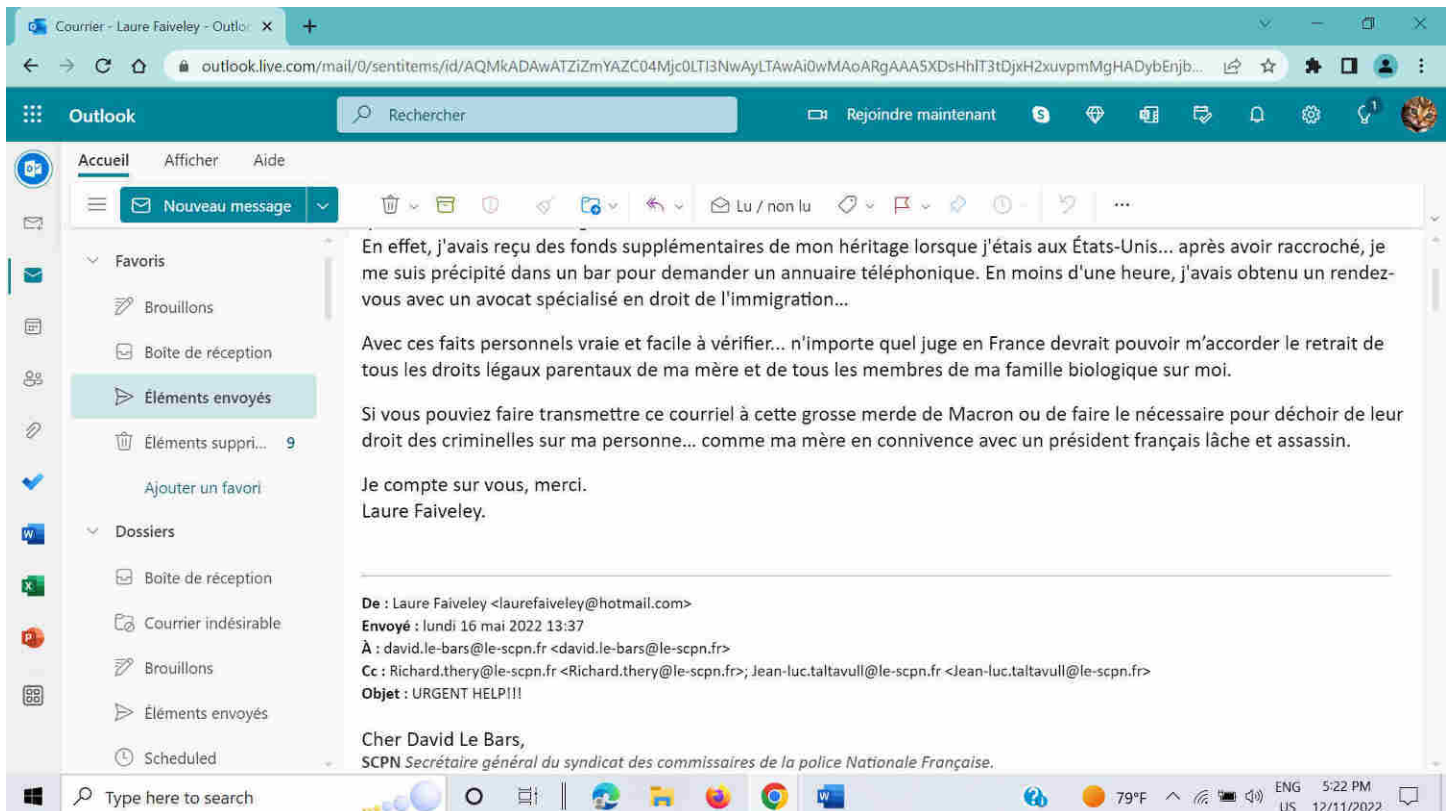 Courrier - Laure Faiveley - Outlo
outlook.live.com/mail/0/sentitems/id/AQMkADAwATZiZmYAZC04Mjc0LTI3NwAyLTAwAi0wMAoARgAAA5XDsHhlT3tDjxH2xuvpmMgHADybEnjb...
Outlook
Rechercher
Rejoindre maintenant
1
Accueil Afficher Aide
Nouveau message
Lu / non lu
Favoris
Brouillons
Boîte de réception
Éléments envoyés
Éléments suppri... 9
Ajouter un favori
Dossiers
Boîte de réception
Courrier indésirable
Brouillons
Éléments envoyés
Scheduled
En effet, j'avais reçu des fonds supplémentaires de mon héritage lorsque j'étais aux États-Unis... après avoir raccroché, je
me suis précipité dans un bar pour demander un annuaire téléphonique. En moins d'une heure, j'avais obtenu un rendez-
vous avec un avocat spécialisé en droit de l'immigration...
Avec ces faits personnels vraie et facile à vérifier... n'importe quel juge en France devrait pouvoir m'accorder le retrait de
tous les droits légaux parentaux de ma mère et de tous les membres de ma famille biologique sur moi.
Si vous pouviez faire transmettre ce courriel à cette grosse merde de Macron ou de faire le nécessaire pour déchoir de leur
droit des criminelles sur ma personne... comme ma mère en connivence avec un président français lâche et assassin.
Je compte sur vous, merci.
Laure Faiveley.
De : Laure Faiveley <laurefaiveley@hotmail.com>
Envoyé : lundi 16 mai 2022 13:37
À : david.le-bars@le-scpn.fr <david.le-bars@le-scpn.fr>
Cc : Richard.thery@le-scpn.fr <Richard.thery@le-scpn.fr>; Jean-luc.taltavull@le-scpn.fr <Jean-luc.taltavull@le-scpn.fr>
Objet : URGENT HELP!!!
Cher David Le Bars,
SCPN Secrétaire général du syndicat des commissaires de la police Nationale Française.
Type here to search
79°F
ENG
US
5:22 PM
12/11/2022